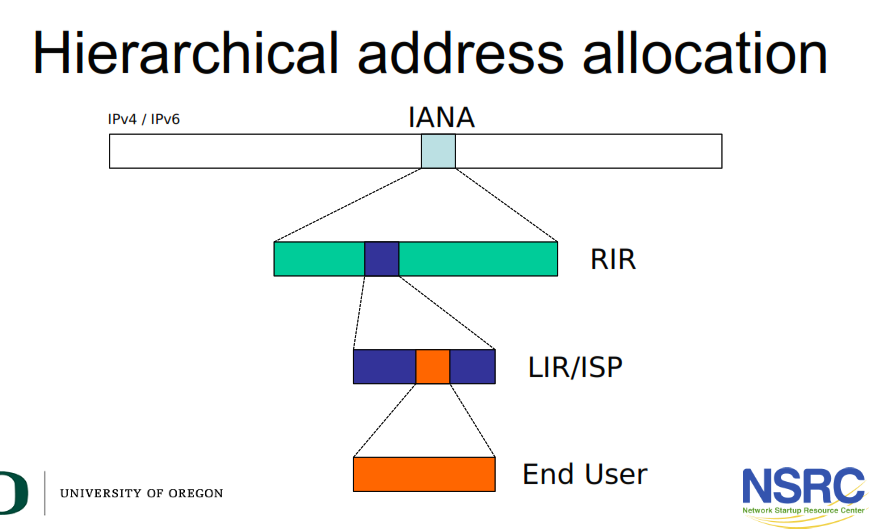 Hierarchical address allocation
IPv4 / IPv6
IANA
RIR
LIR/ISP
End User
UNIVERSITY OF OREGON
NSRC
Network Startup Resource Center